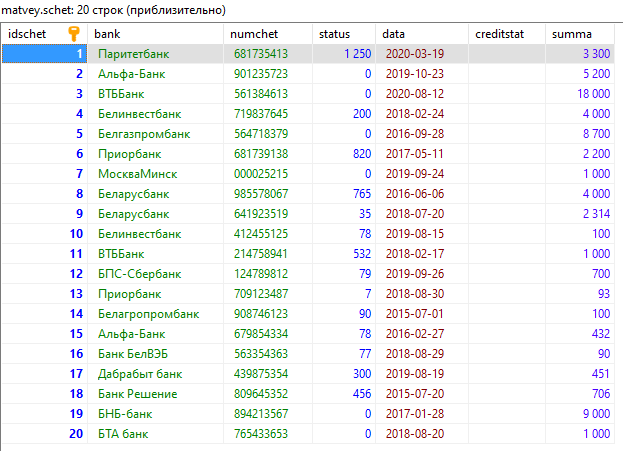 matvey.schet: 20 строк (приблизительно)
idschet bank numchet status data creditstat summa
1 Паритетбанк 681735413 1 250 2020-03-19 3 300
2 Альфа-Банк 901235723 0 2019-10-23 5 200
3 ВТББанк 561384613 0 2020-08-12 18 000
4 Белинвестбанк 719837645 200 2018-02-24 4 000
5 Белгазпромбанк 564718379 0 2016-09-28 8 700
6 Приорбанк 681739138 820 2017-05-11 2 200
7 МоскваМинск 000025215 0 2019-09-24 1 000
8 Беларусбанк 985578067 765 2016-06-06 4 000
9 Беларусбанк 641923519 35 2018-07-20 2 314
10 Белинвестбанк 412455125 78 2019-08-15 100
11 ВТББанк 214758941 532 2018-02-17 1 000
12 БПС-Сбербанк 124789812 79 2019-09-26 700
13 Приорбанк 709123487 7 2018-08-30 93
14 Белагропромбанк 908746123 90 2015-07-01 100
15 Альфа-Банк 679854334 78 2016-02-27 432
16 Банк БелВЭБ 563354363 77 2018-08-29 90
17 Дабрабыт банк 439875354 300 2019-08-19 451
18 Банк Решение 809645352 456 2015-07-20 706
19 БНБ-банк 894213567 0 2017-01-28 9 000
20 БТА банк 765433653 0 2018-08-20 1 000